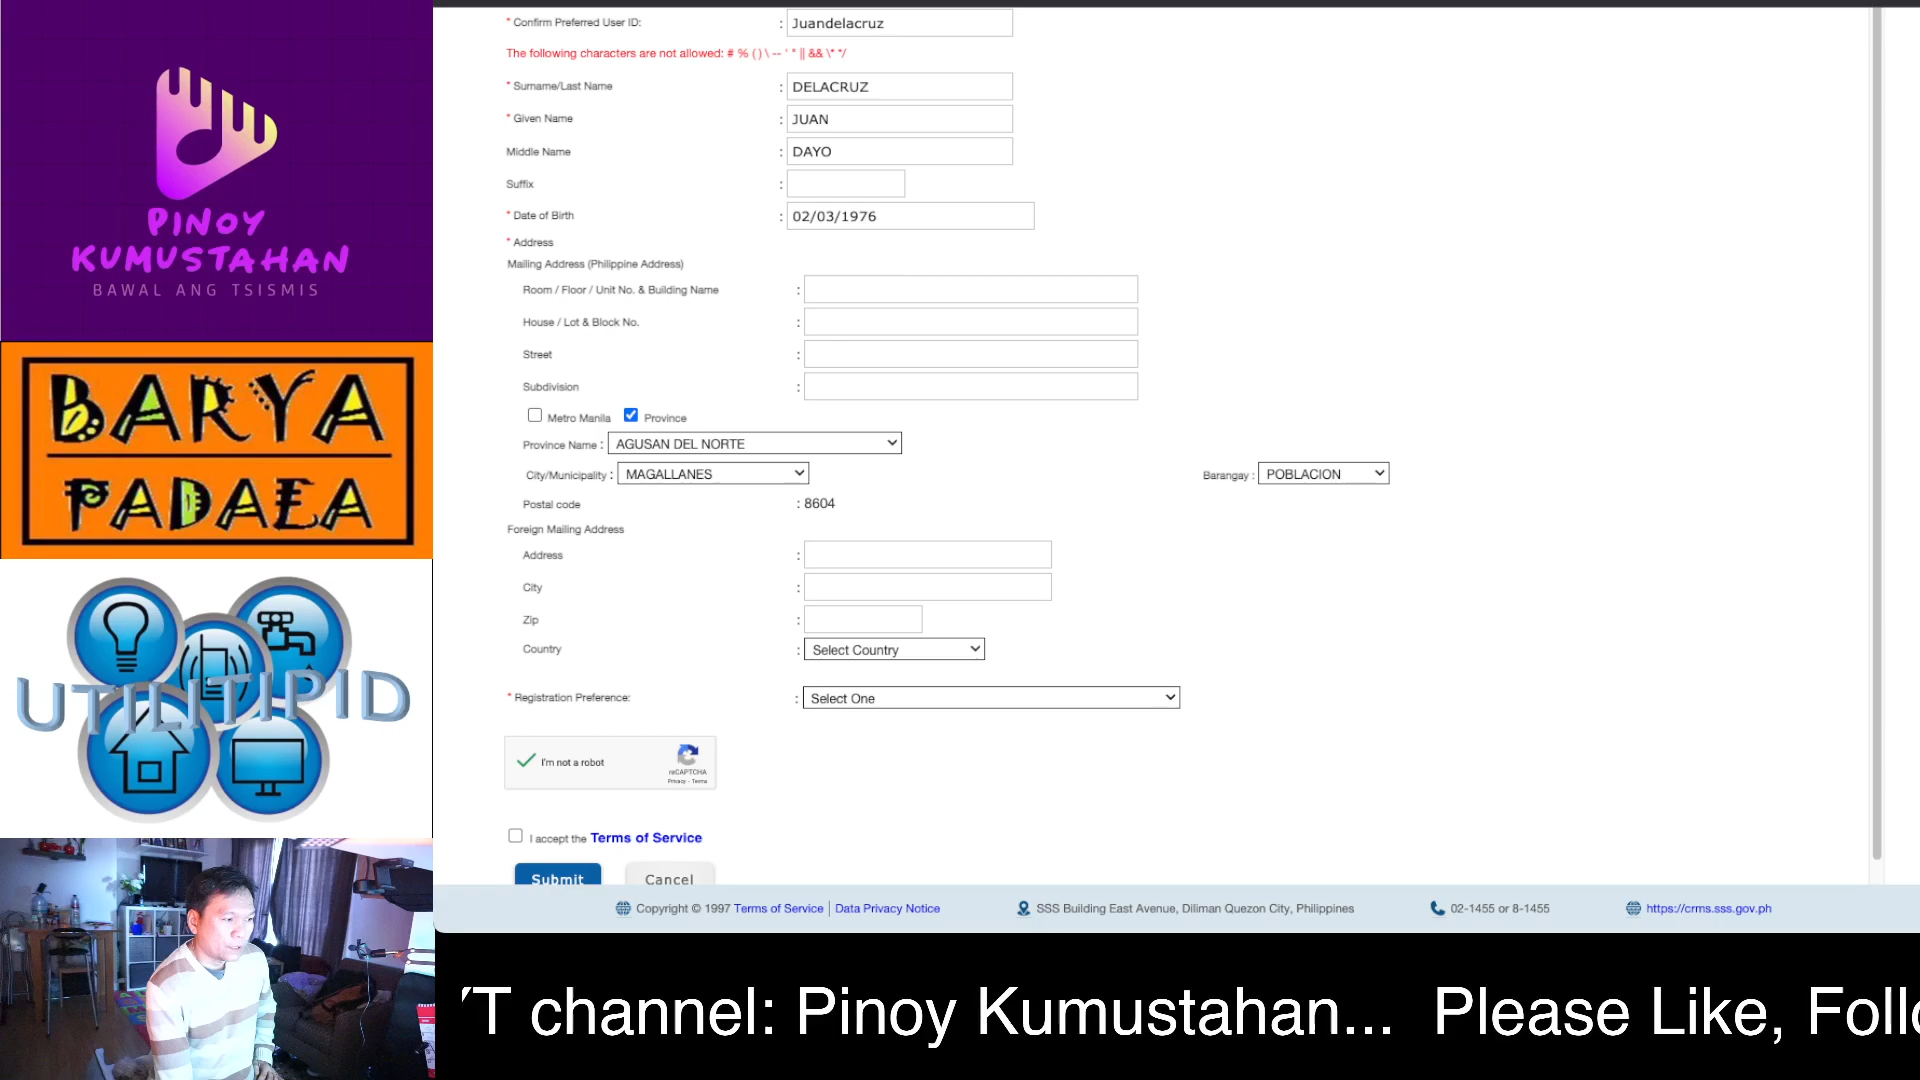 PINOY
KUMUSTAHAN
BAWAL ANG TSISMIS
BARYA
PADALA
UTILITIPID
* Confirm Preferred User ID: : Juandelacruz
The following characters are not allowed: # % ( ) \ -- ' " || && \* */
* Surname/Last Name : DELACRUZ
* Given Name : JUAN
Middle Name : DAYO
Suffix :
* Date of Birth : 02/03/1976
* Address
Mailing Address (Philippine Address)
Room / Floor / Unit No. & Building Name :
House / Lot & Block No. :
Street :
Subdivision :
Metro Manila Province
Province Name : AGUSAN DEL NORTE
City/Municipality : MAGALLANES Barangay : POBLACION
Postal code : 8604
Foreign Mailing Address
Address :
City :
Zip :
Country : Select Country
* Registration Preference: : Select One
I'm not a robot
reCAPTCHA
Privacy - Terms
I accept the Terms of Service
Submit Cancel
Copyright © 1997 Terms of Service | Data Privacy Notice SSS Building East Avenue, Diliman Quezon City, Philippines 02-1455 or 8-1455 https://crms.sss.gov.ph
YT channel: Pinoy Kumustahan... Please Like, Follo